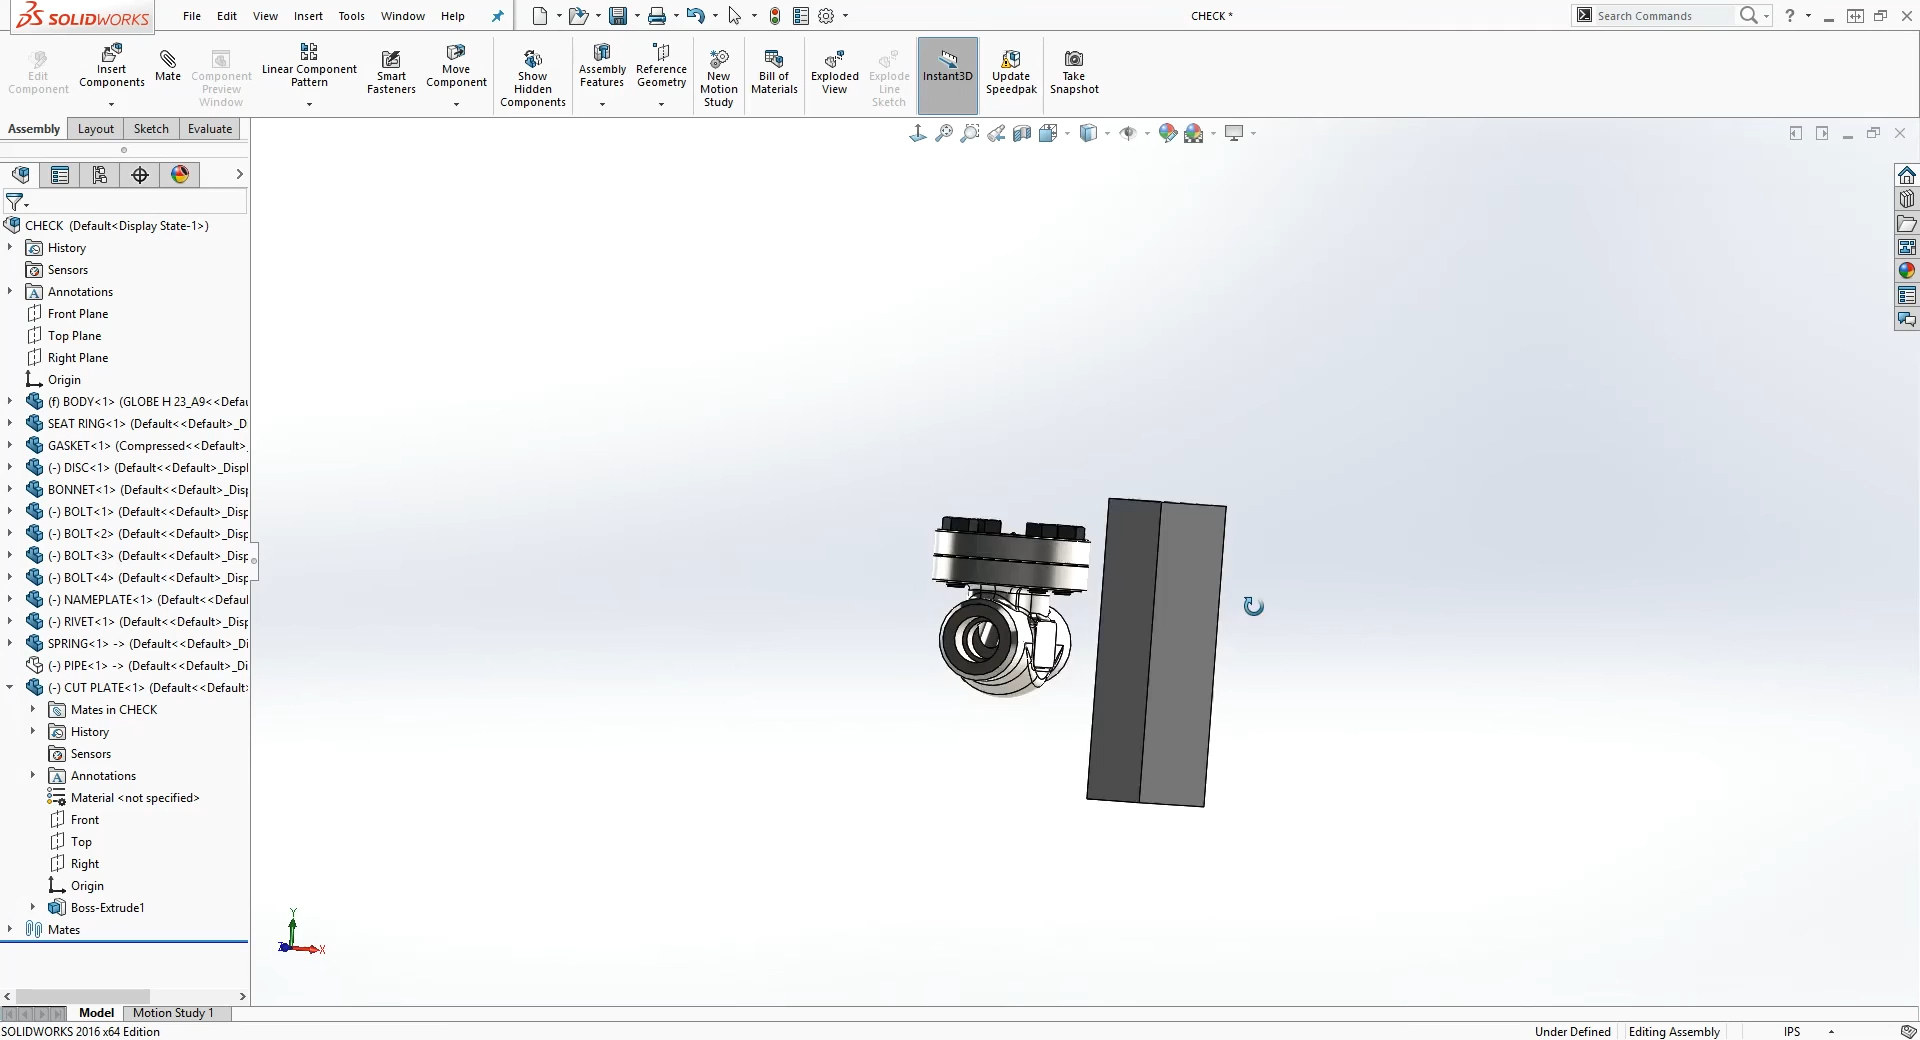 SOLIDWORKS
File Edit View Insert Tools Window Help
CHECK *
Search Commands
?
Edit Component
Insert Components
Mate
Component Preview Window
Linear Component Pattern
Smart Fasteners
Move Component
Show Hidden Components
Assembly Features
Reference Geometry
New Motion Study
Bill of Materials
Exploded View
Explode Line Sketch
Instant3D
Update Speedpak
Take Snapshot
Assembly Layout Sketch Evaluate
CHECK (Default<Display State-1>)
History
Sensors
Annotations
Front Plane
Top Plane
Right Plane
Origin
(f) BODY<1> (GLOBE H 23_A9<<Defau
SEAT RING<1> (Default<<Default>_D
GASKET<1> (Compressed<<Default>_
(-) DISC<1> (Default<<Default>_Displ
BONNET<1> (Default<<Default>_Disp
(-) BOLT<1> (Default<<Default>_Disp
(-) BOLT<2> (Default<<Default>_Disp
(-) BOLT<3> (Default<<Default>_Disp
(-) BOLT<4> (Default<<Default>_Disp
(-) NAMEPLATE<1> (Default<<Defaul
(-) RIVET<1> (Default<<Default>_Disp
SPRING<1> -> (Default<<Default>_Di
(-) PIPE<1> -> (Default<<Default>_Di
(-) CUT PLATE<1> (Default<<Default>
Mates in CHECK
History
Sensors
Annotations
Material <not specified>
Front
Top
Right
Origin
Boss-Extrude1
Mates
Y
Z X
Model Motion Study 1
SOLIDWORKS 2016 x64 Edition
Under Defined Editing Assembly IPS